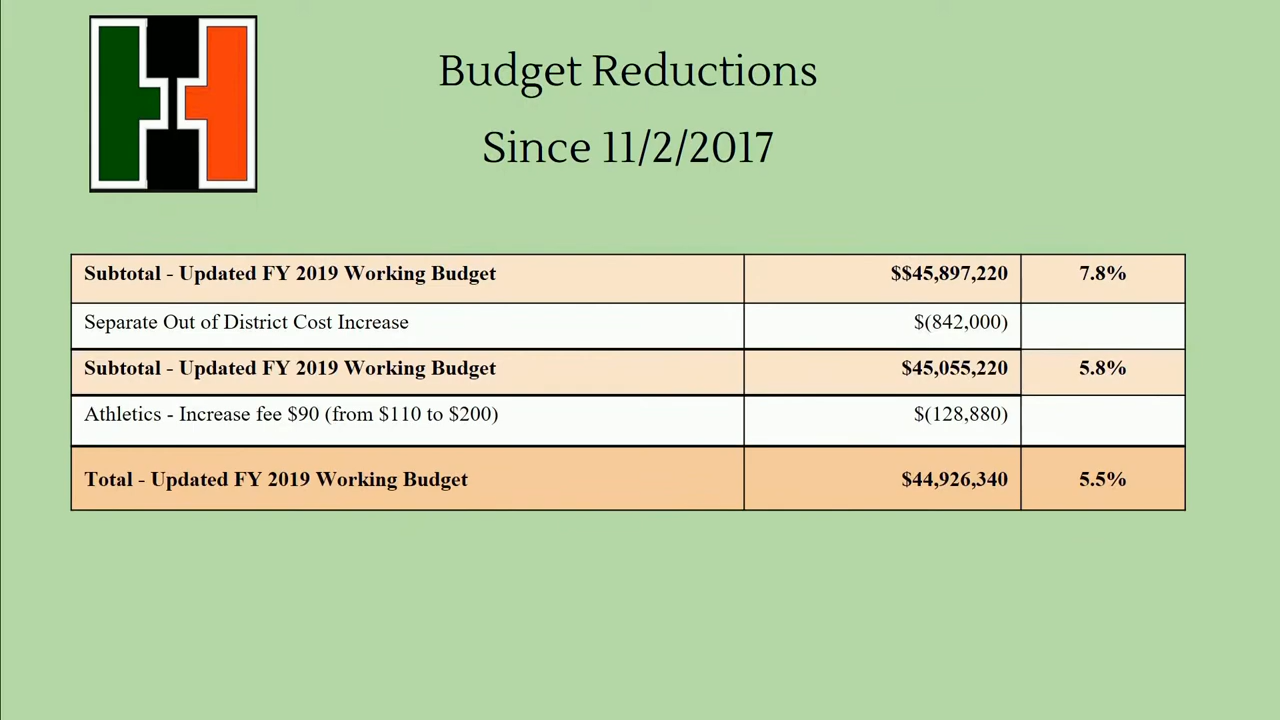 Budget Reductions
Since 11/2/2017
Subtotal - Updated FY 2019 Working Budget $$45,897,220 7.8%
Separate Out of District Cost Increase $(842,000)
Subtotal - Updated FY 2019 Working Budget $45,055,220 5.8%
Athletics - Increase fee $90 (from $110 to $200) $(128,880)
Total - Updated FY 2019 Working Budget $44,926,340 5.5%